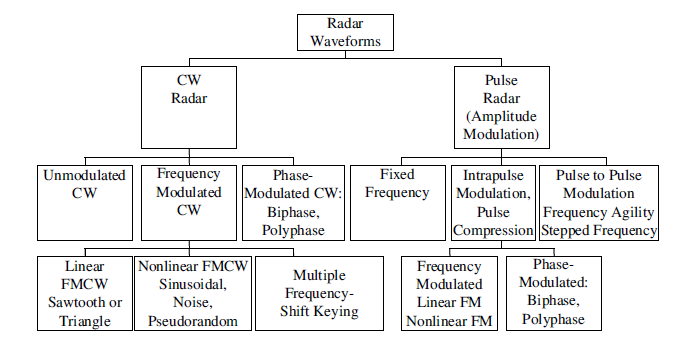 Radar
Waveforms
CW
Radar
Pulse
Radar
(Amplitude
Modulation)
Unmodulated
CW
Frequency
Modulated
CW
Phase-
Modulated CW:
Biphase,
Polyphase
Fixed
Frequency
Intrapulse
Modulation,
Pulse
Compression
Pulse to Pulse
Modulation
Frequency Agility
Stepped Frequency
Linear
FMCW
Sawtooth or
Triangle
Nonlinear FMCW
Sinusoidal,
Noise,
Pseudorandom
Multiple
Frequency-
Shift Keying
Frequency
Modulated
Linear FM
Nonlinear FM
Phase-
Modulated:
Biphase,
Polyphase